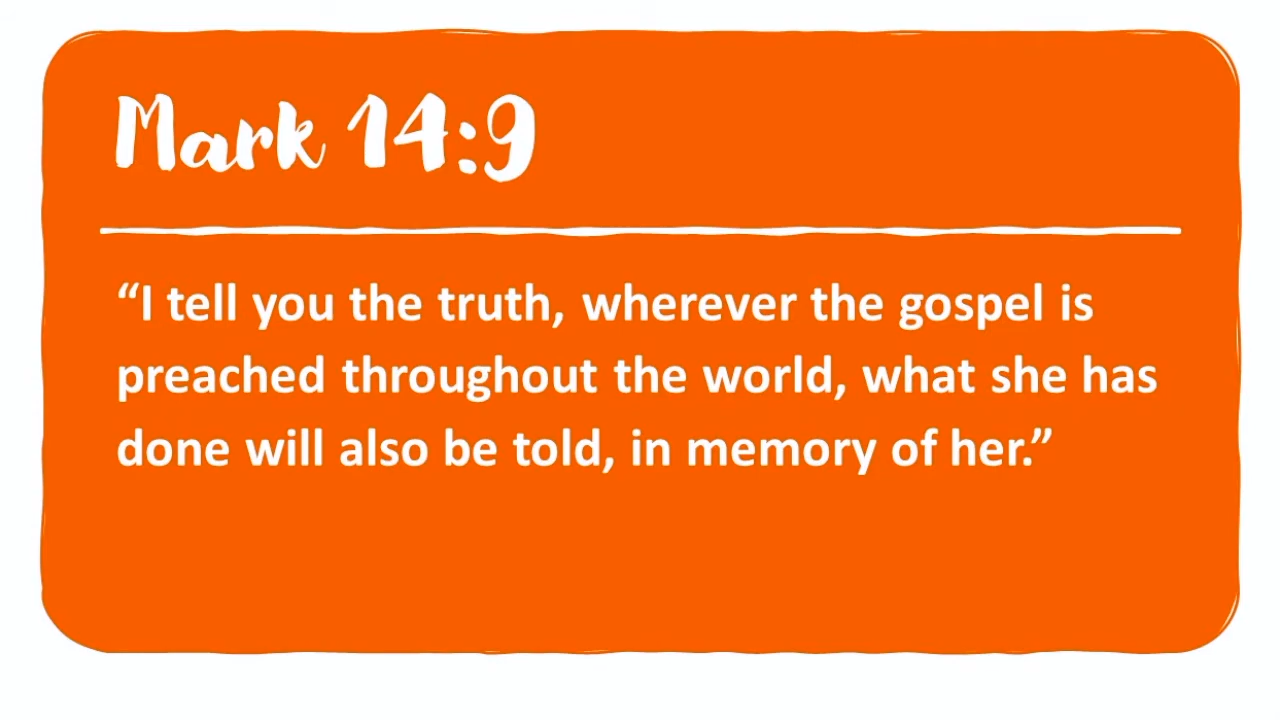 Mark 14:9
“I tell you the truth, wherever the gospel is
preached throughout the world, what she has
done will also be told, in memory of her.”